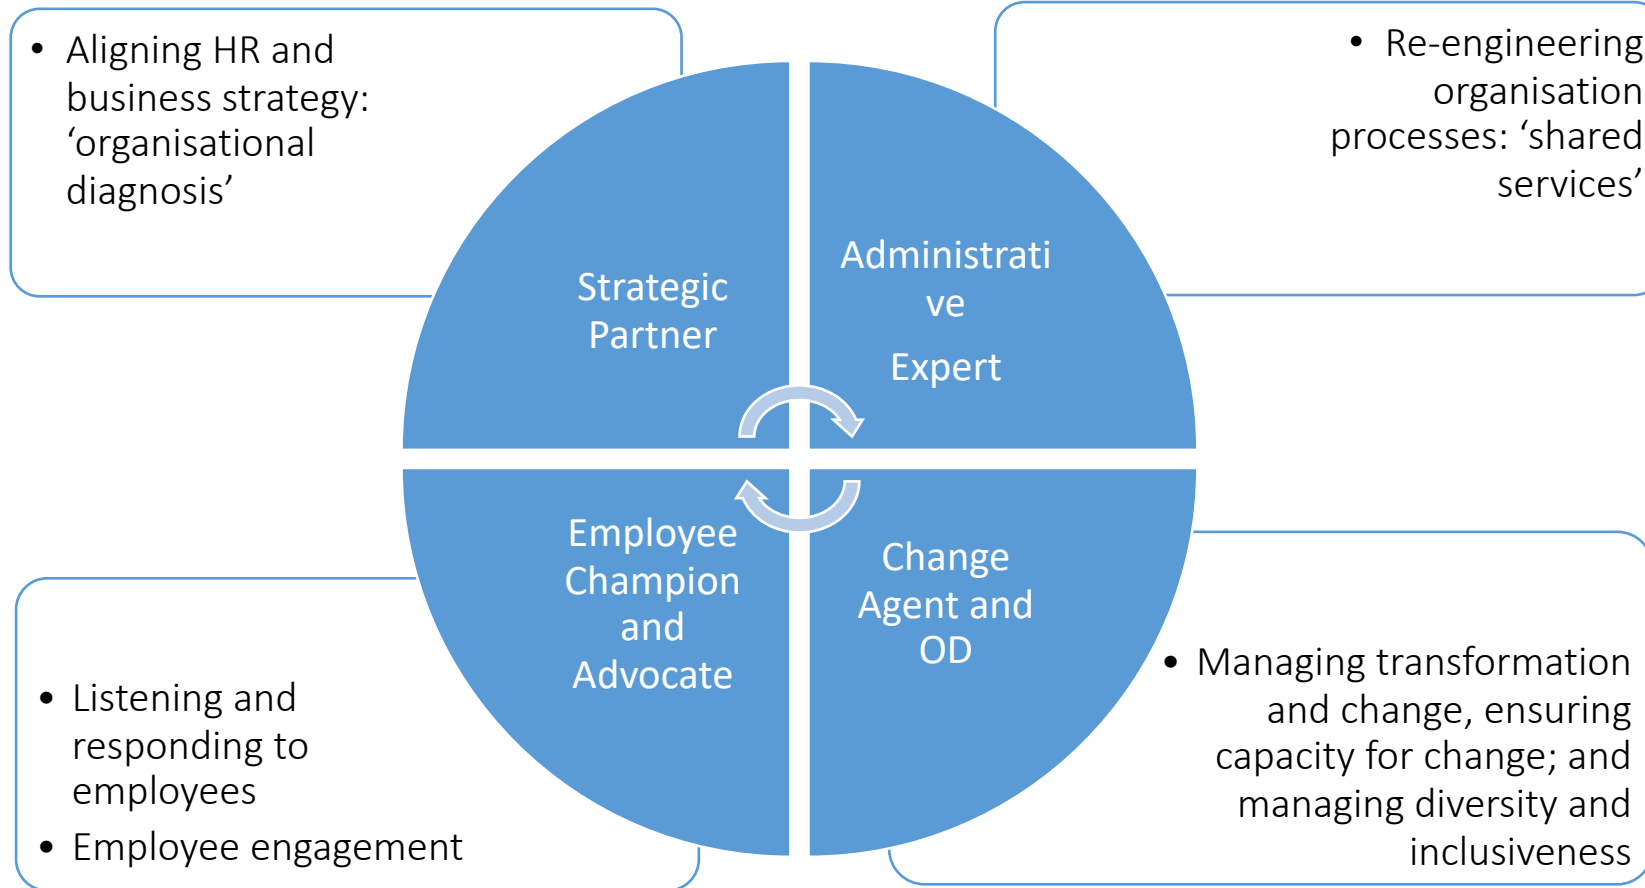 • Aligning HR and
business strategy:
‘organisational
diagnosis’
• Re-engineering
organisation
processes: ‘shared
services’
Strategic
Partner
Administrati
ve
Expert
Employee
Champion
and
Advocate
Change
Agent and
OD
• Listening and
responding to
employees
• Employee engagement
• Managing transformation
and change, ensuring
capacity for change; and
managing diversity and
inclusiveness